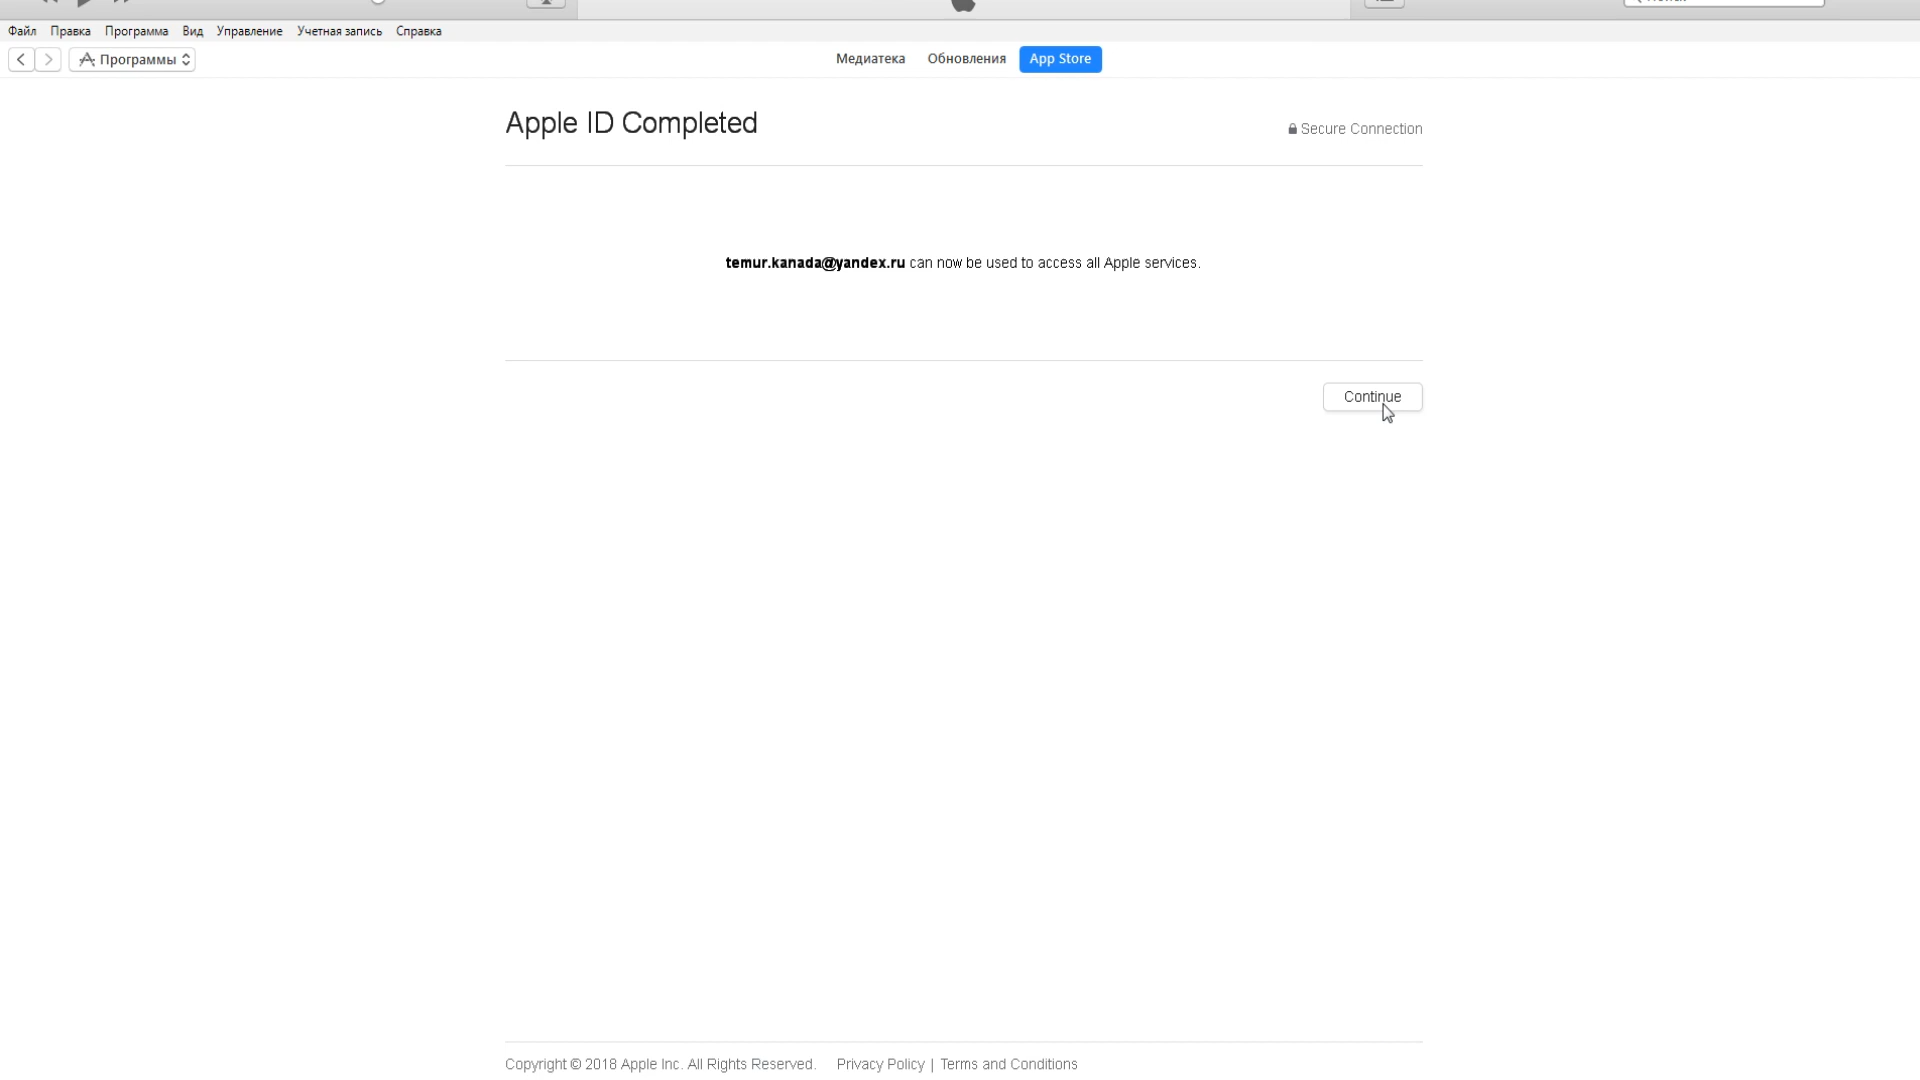 Файл Правка Программа Вид Управление Учетная запись Справка
Программы Медиатека Обновления App Store
Apple ID Completed
Secure Connection
temur.kanada@yandex.ru can now be used to access all Apple services.
Continue
Copyright © 2018 Apple Inc. All Rights Reserved. Privacy Policy | Terms and Conditions